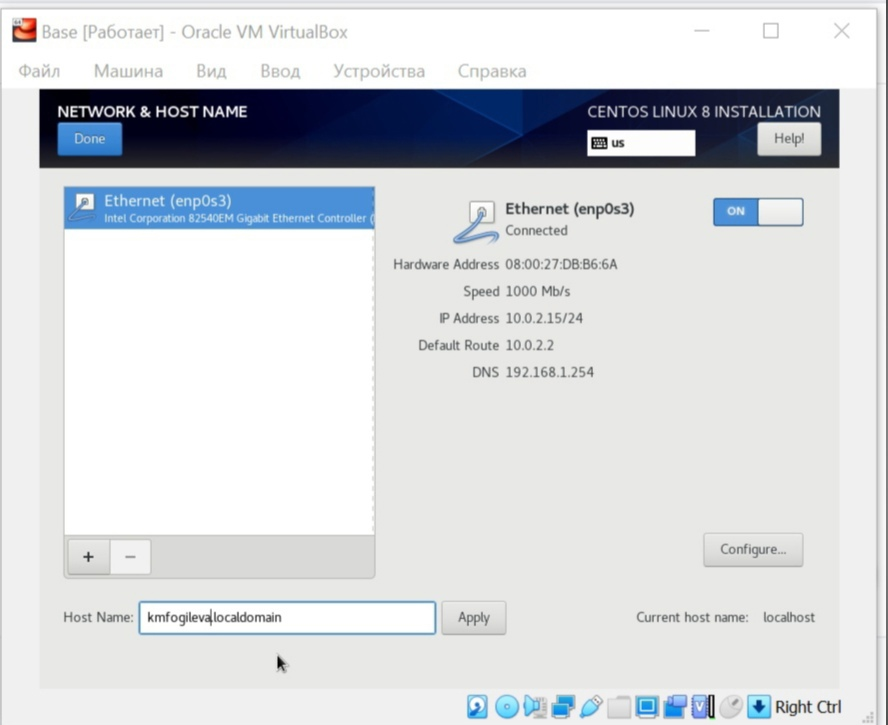 Base [Работает] - Oracle VM VirtualBox
Файл Машина Вид Ввод Устройства Справка
NETWORK & HOST NAME
CENTOS LINUX 8 INSTALLATION
Done
us
Help!
Ethernet (enp0s3)
Intel Corporation 82540EM Gigabit Ethernet Controller (
Ethernet (enp0s3)
Connected
ON
Hardware Address 08:00:27:DB:B6:6A
Speed 1000 Mb/s
IP Address 10.0.2.15/24
Default Route 10.0.2.2
DNS 192.168.1.254
+ −
Configure...
Host Name: kmfogileva.localdomain
Apply
Current host name: localhost
Right Ctrl